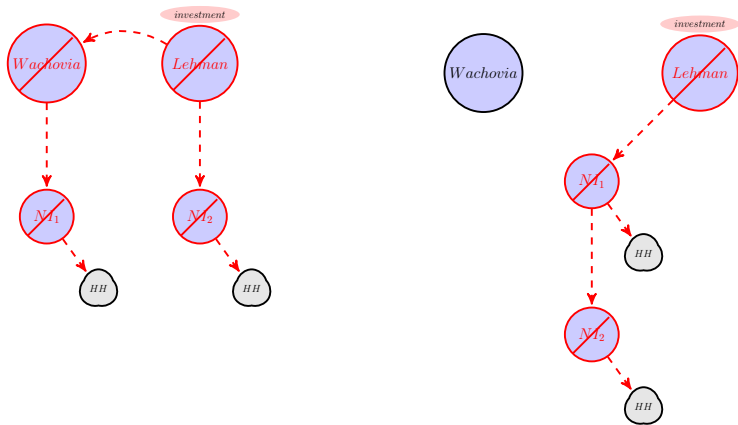 investment
Wachovia
Lehman
NI1
NI2
HH
HH
investment
Wachovia
Lehman
NI1
HH
NI2
HH